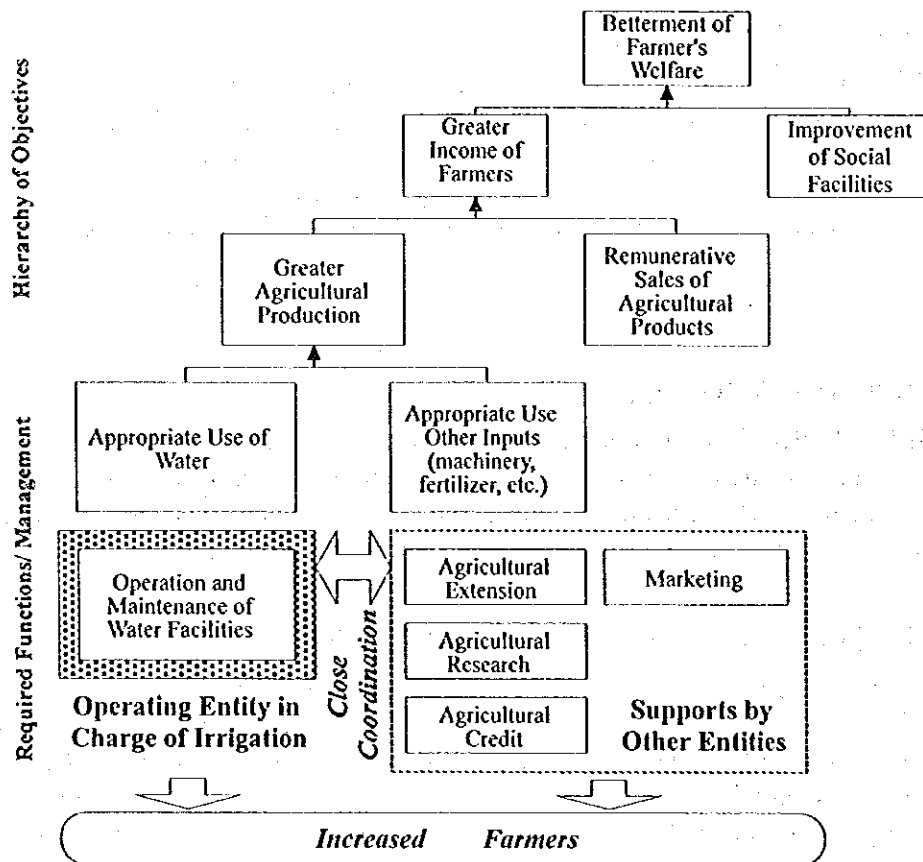 Hierarchy of Objectives
Betterment of
Farmer's
Welfare
Greater
Income of
Farmers
Improvement
of Social
Facilities
Greater
Agricultural
Production
Remunerative
Sales of
Agricultural
Products
Required Functions/ Management
Appropriate Use of
Water
Appropriate Use
Other Inputs
(machinery,
fertilizer, etc.)
Operation and
Maintenance of
Water Facilities
Operating Entity in
Charge of Irrigation
Close
Coordination
Agricultural
Extension
Marketing
Agricultural
Research
Agricultural
Credit
Supports by
Other Entities
Increased Farmers